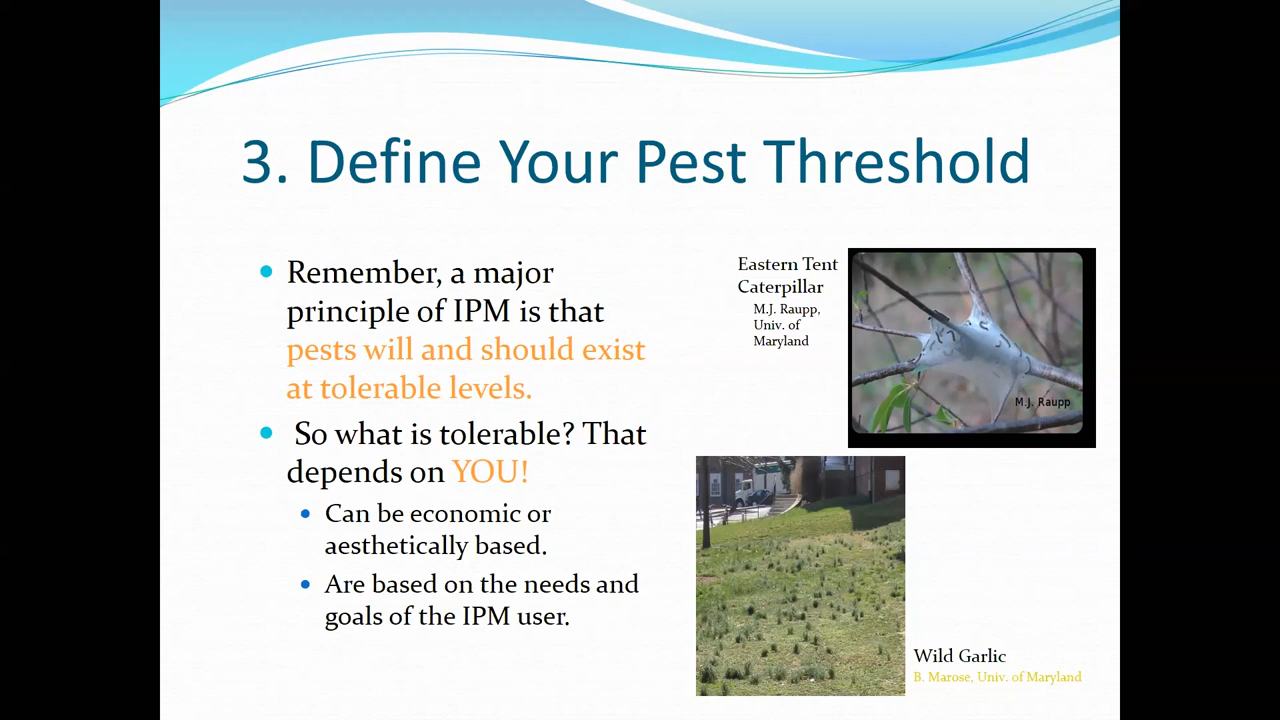 3. Define Your Pest Threshold
Remember, a major
principle of IPM is that
pests will and should exist
at tolerable levels.
So what is tolerable? That
depends on YOU!
Can be economic or
aesthetically based.
Are based on the needs and
goals of the IPM user.
Eastern Tent
Caterpillar
M.J. Raupp,
Univ. of
Maryland
M.J. Raupp
Wild Garlic
B. Marose, Univ. of Maryland